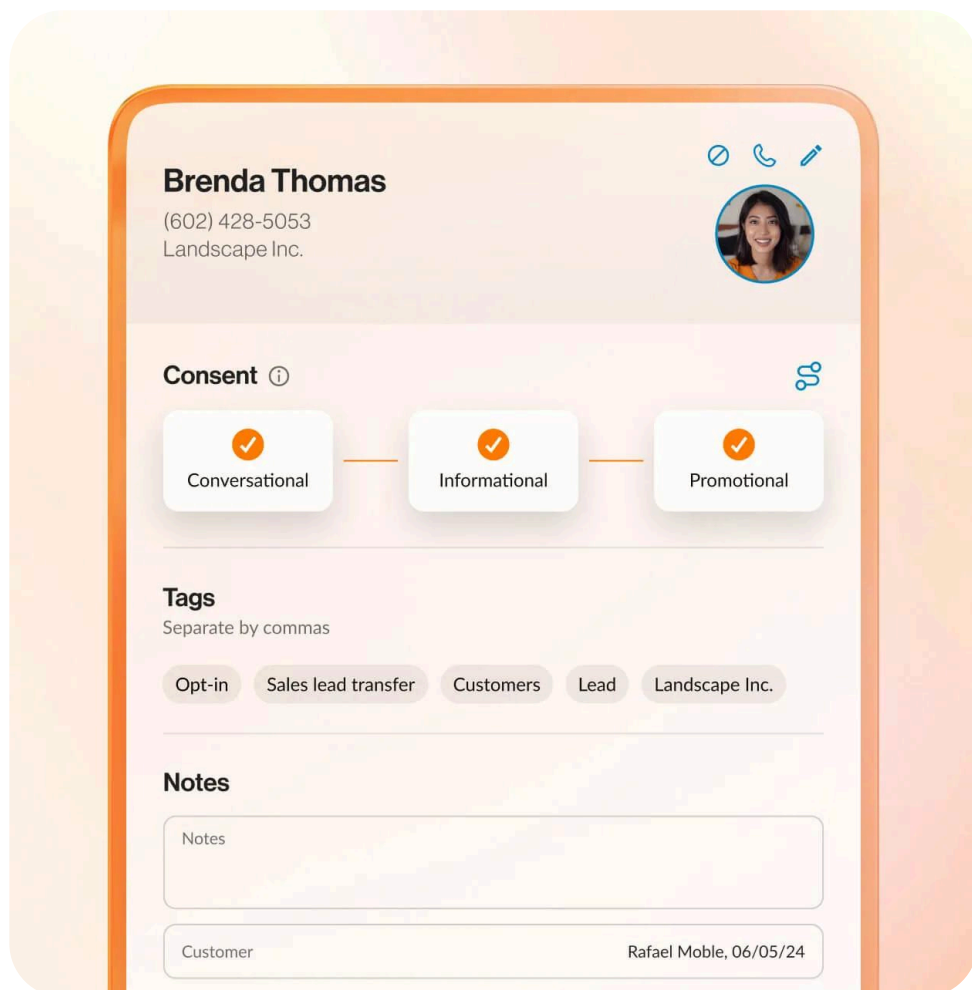 Brenda Thomas
(602) 428-5053
Landscape Inc.
Consent
Conversational
Informational
Promotional
Tags
Separate by commas
Opt-in Sales lead transfer Customers Lead Landscape Inc.
Notes
Notes
Customer Rafael Moble, 06/05/24